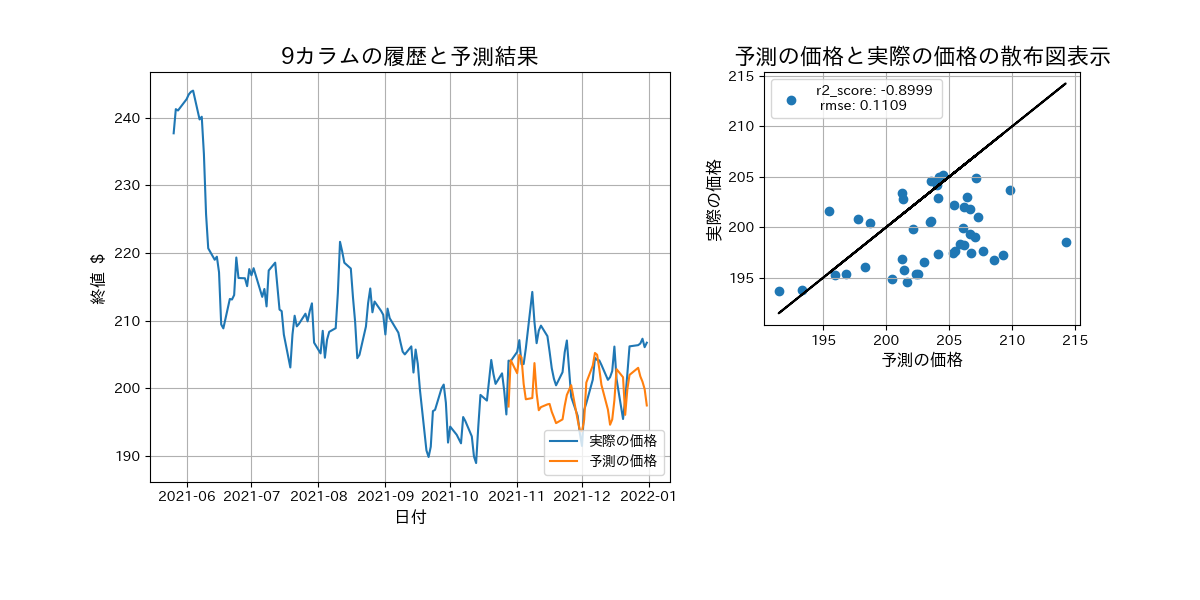 9カラムの履歴と予測結果
終値 $
240
230
220
210
200
190
2021-06 2021-07 2021-08 2021-09 2021-10 2021-11 2021-12 2022-01
日付
実際の価格
予測の価格
予測の価格と実際の価格の散布図表示
実際の価格
215
210
205
200
195
r2_score: -0.8999
rmse: 0.1109
195 200 205 210 215
予測の価格